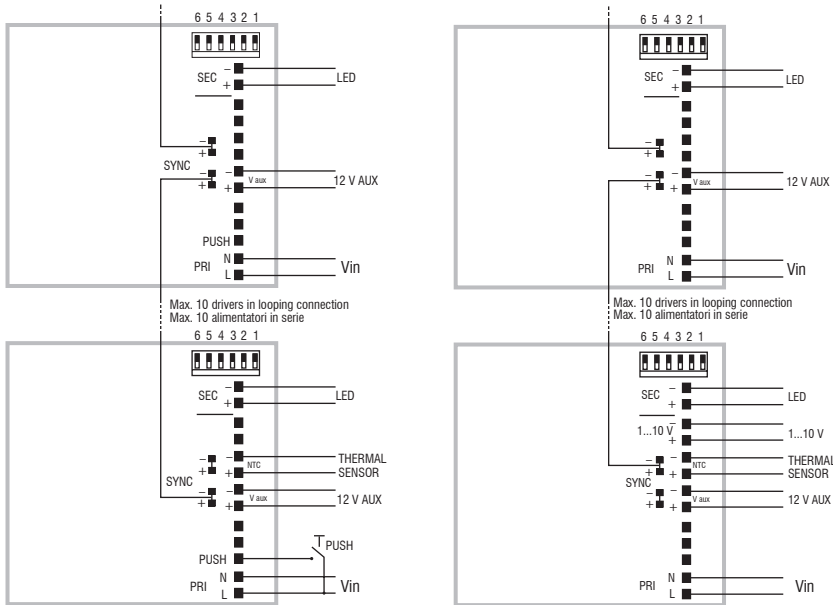 6 5 4 3 2 1
SEC
−
+
LED
−
+
SYNC
−
+
−
+
V aux
12 V AUX
PUSH
PRI
N
L
Vin
Max. 10 drivers in looping connection
Max. 10 alimentatori in serie
6 5 4 3 2 1
SEC
−
+
LED
−
+
SYNC
−
+
−
+
NTC
THERMAL
SENSOR
−
+
V aux
12 V AUX
PUSH
PUSH
PRI
N
L
Vin
6 5 4 3 2 1
SEC
−
+
LED
−
+
−
+
−
+
V aux
12 V AUX
PRI
N
L
Vin
Max. 10 drivers in looping connection
Max. 10 alimentatori in serie
6 5 4 3 2 1
SEC
−
+
LED
1...10 V
−
+
1...10 V
−
+
SYNC
−
+
−
+
NTC
THERMAL
SENSOR
−
+
V aux
12 V AUX
PRI
N
L
Vin